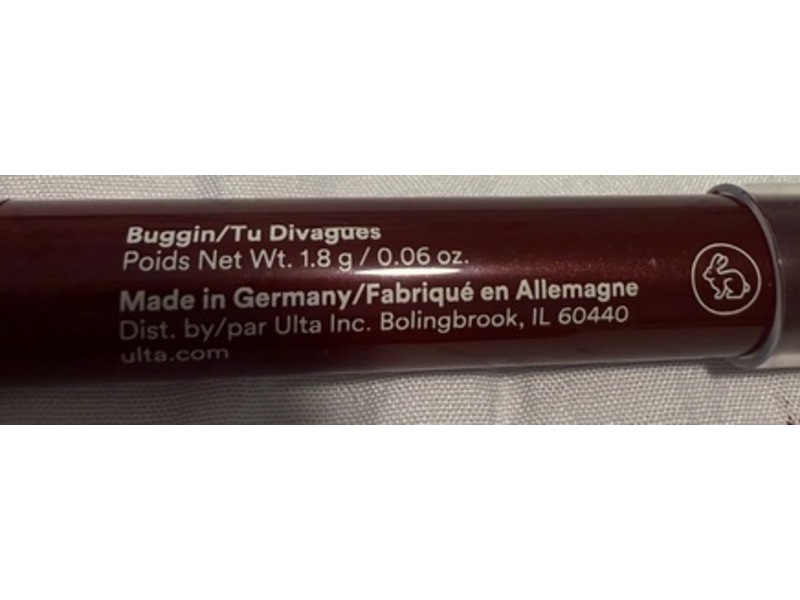 Buggin/Tu Divagues
Poids Net Wt. 1.8 g / 0.06 oz.
Made in Germany/Fabriqué en Allemagne
Dist. by/par Ulta Inc. Bolingbrook, IL 60440
ulta.com